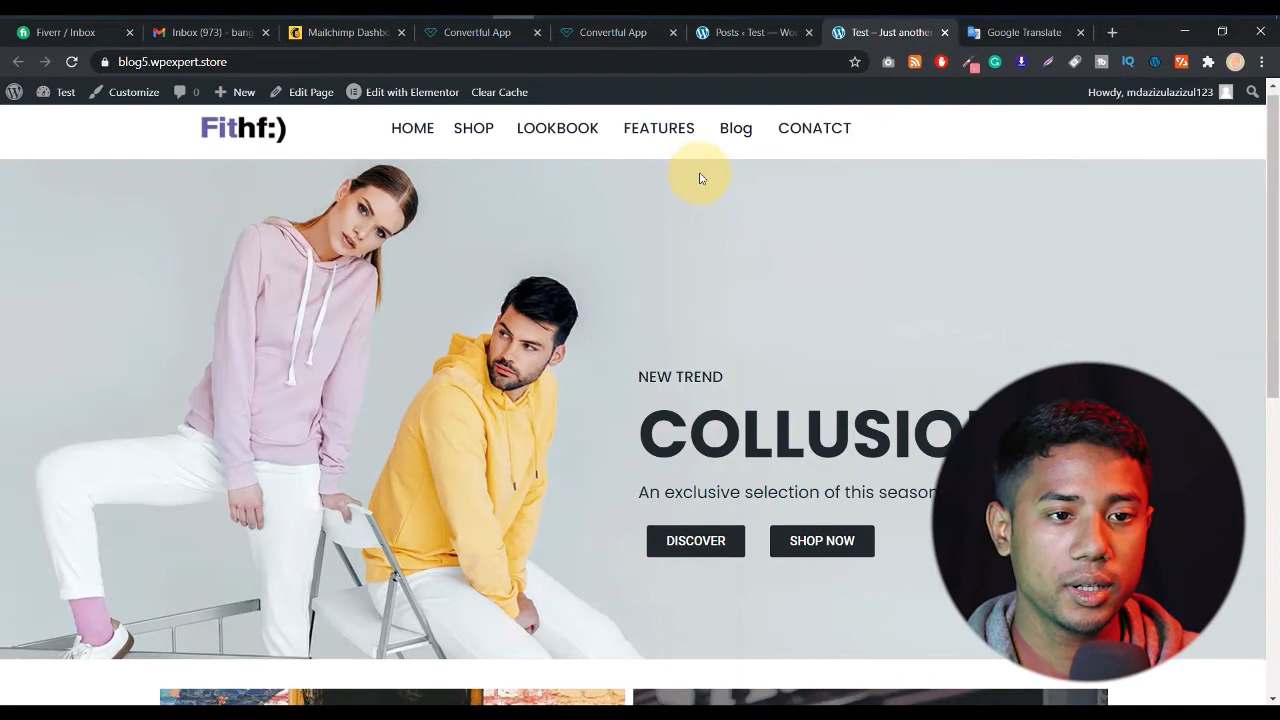 Fiverr / Inbox
Inbox (973) - bang
Mailchimp Dashb
Convertful App
Convertful App
Posts ‹ Test — Wo
Test – Just anothe
Google Translate
blog5.wpexpert.store
Test
Customize
0
New
Edit Page
Edit with Elementor
Clear Cache
Howdy, mdazizulazizul123
Fithf:)
HOME
SHOP
LOOKBOOK
FEATURES
Blog
CONATCT
NEW TREND
COLLUSIO
An exclusive selection of this season
DISCOVER
SHOP NOW